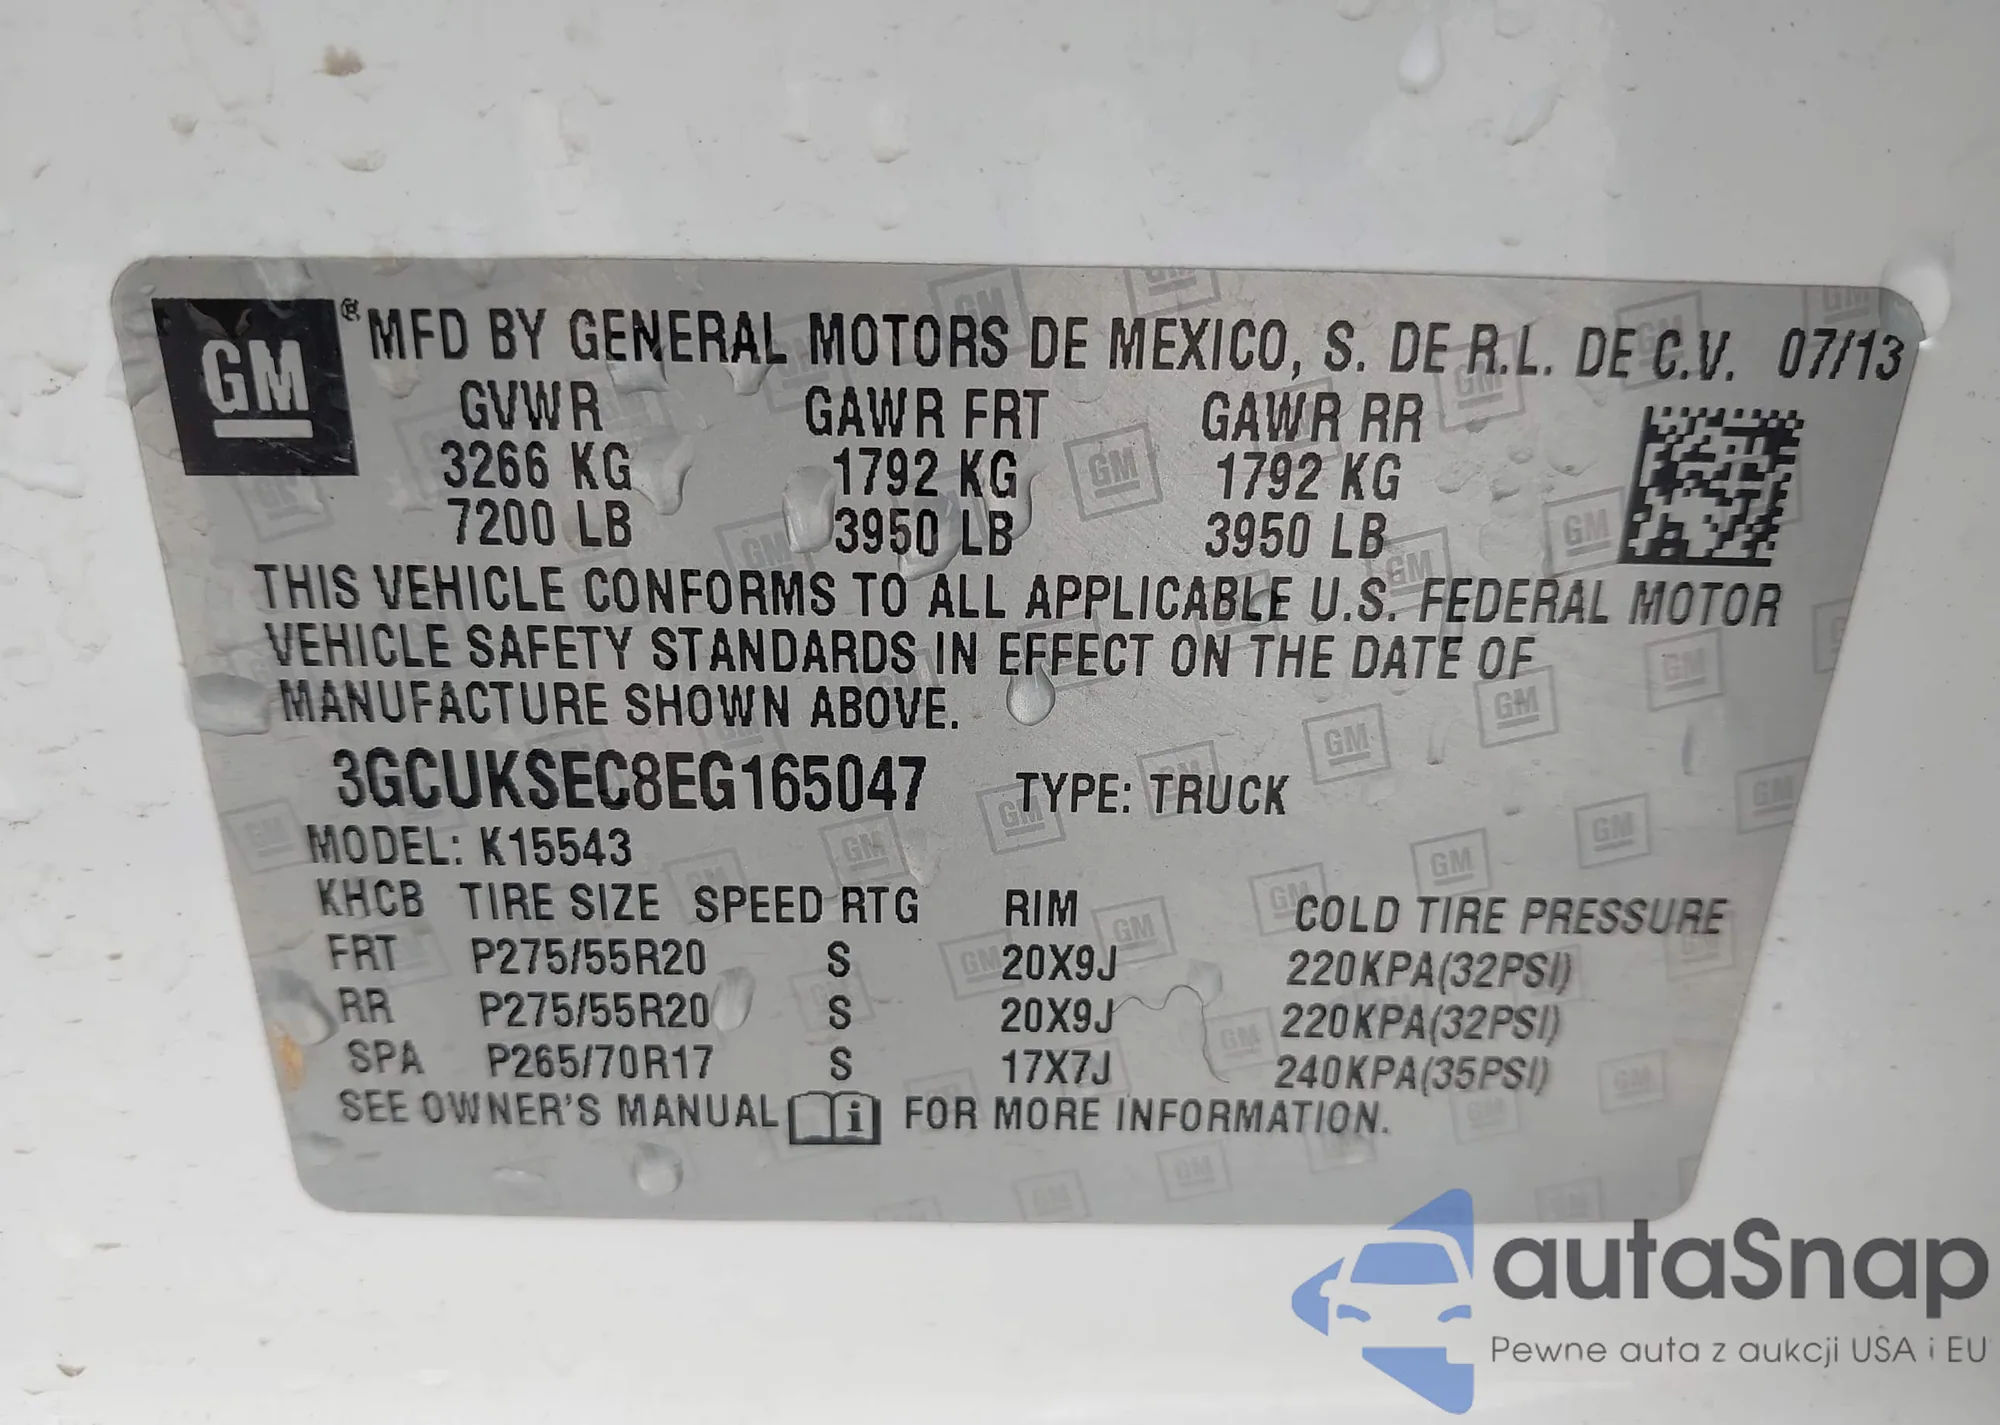 GM ® MFD BY GENERAL MOTORS DE MEXICO, S. DE R.L. DE C.V. 07/13
GVWR GAWR FRT GAWR RR
3266 KG 1792 KG 1792 KG
7200 LB 3950 LB 3950 LB
THIS VEHICLE CONFORMS TO ALL APPLICABLE U.S. FEDERAL MOTOR
VEHICLE SAFETY STANDARDS IN EFFECT ON THE DATE OF
MANUFACTURE SHOWN ABOVE.
3GCUKSEC8EG165047 TYPE: TRUCK
MODEL: K15543
KHCB TIRE SIZE SPEED RTG RIM COLD TIRE PRESSURE
FRT P275/55R20 S 20X9J 220KPA(32PSI)
RR P275/55R20 S 20X9J 220KPA(32PSI)
SPA P265/70R17 S 17X7J 240KPA(35PSI)
SEE OWNER'S MANUAL i FOR MORE INFORMATION.
autaSnap
Pewne auta z aukcji USA i EU